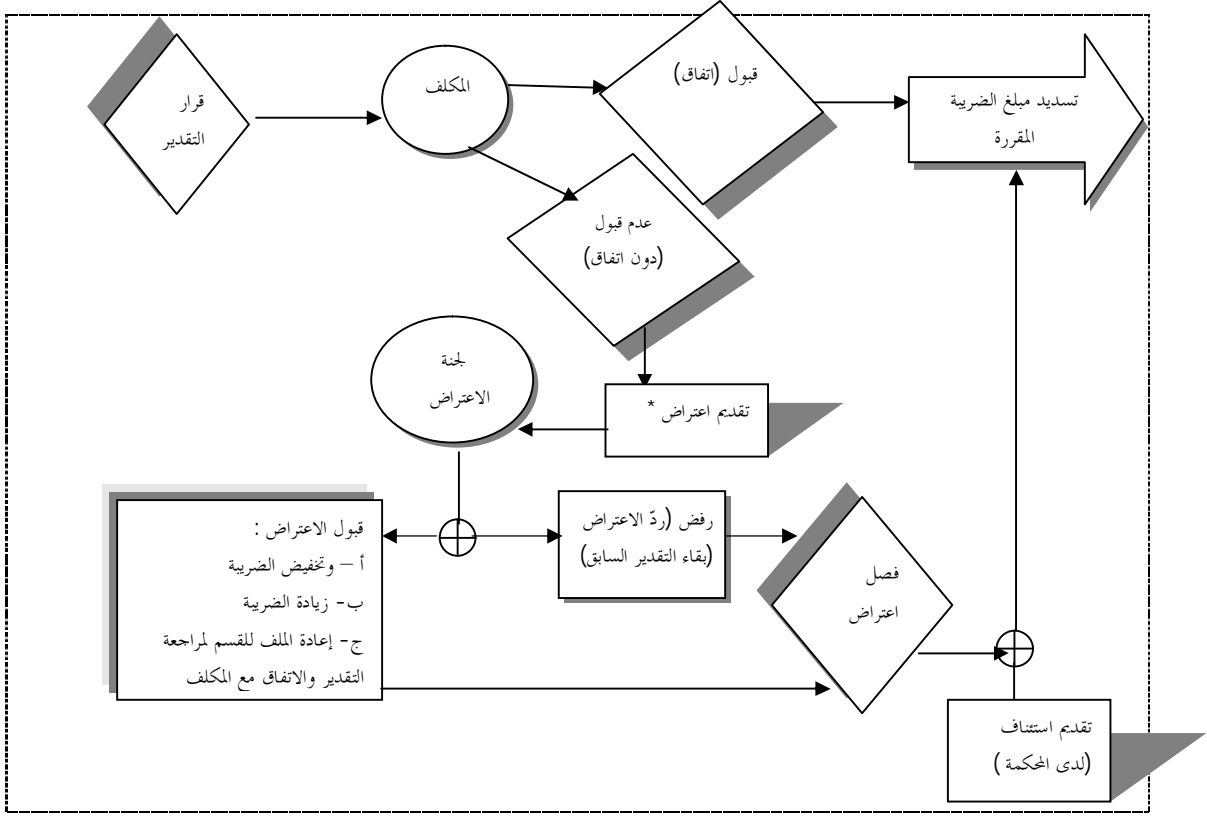 قرار
التقدير
المكلف
قبول (اتفاق)
تسديد مبلغ الضريبة
المقررة
عدم قبول
(دون اتفاق)
تقديم اعتراض *
لجنة
الاعتراض
قبول الاعتراض :
أ – وتخفيض الضريبة
ب- زيادة الضريبة
ج- إعادة الملف للقسم لمراجعة
التقدير والاتفاق مع المكلف
رفض (ردّ الاعتراض
(بقاء التقدير السابق)
فصل
اعتراض
تقديم استئناف
(لدى المحكمة )